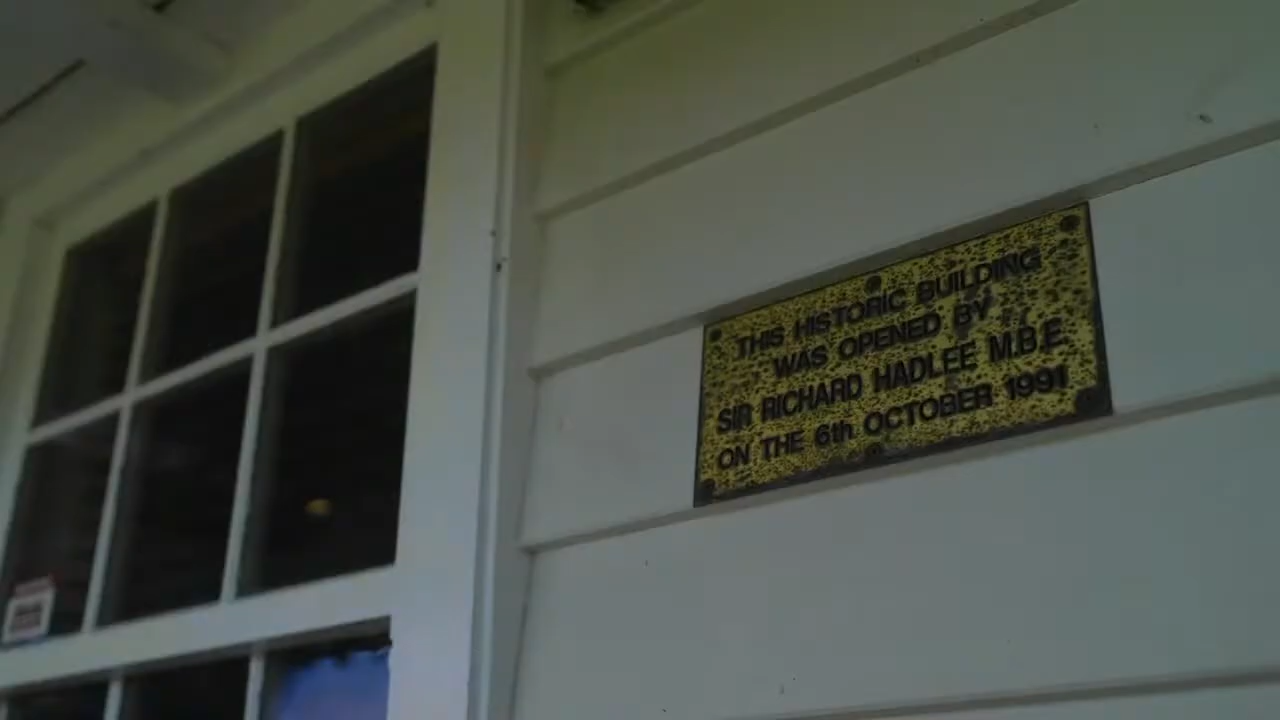 THIS HISTORIC BUILDING
WAS OPENED BY
SIR RICHARD HADLEE M.B.E.
ON THE 6th OCTOBER 1991